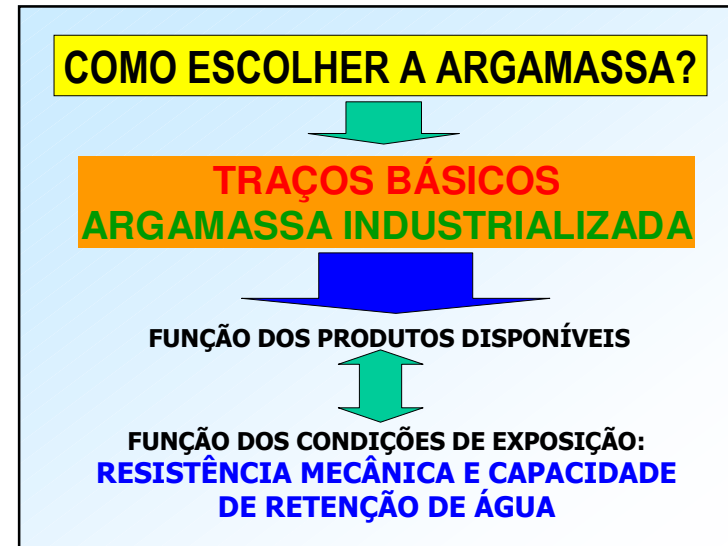 COMO ESCOLHER A ARGAMASSA?
TRAÇOS BÁSICOS
ARGAMASSA INDUSTRIALIZADA
FUNÇÃO DOS PRODUTOS DISPONÍVEIS
FUNÇÃO DOS CONDIÇÕES DE EXPOSIÇÃO:
RESISTÊNCIA MECÂNICA E CAPACIDADE
DE RETENÇÃO DE ÁGUA